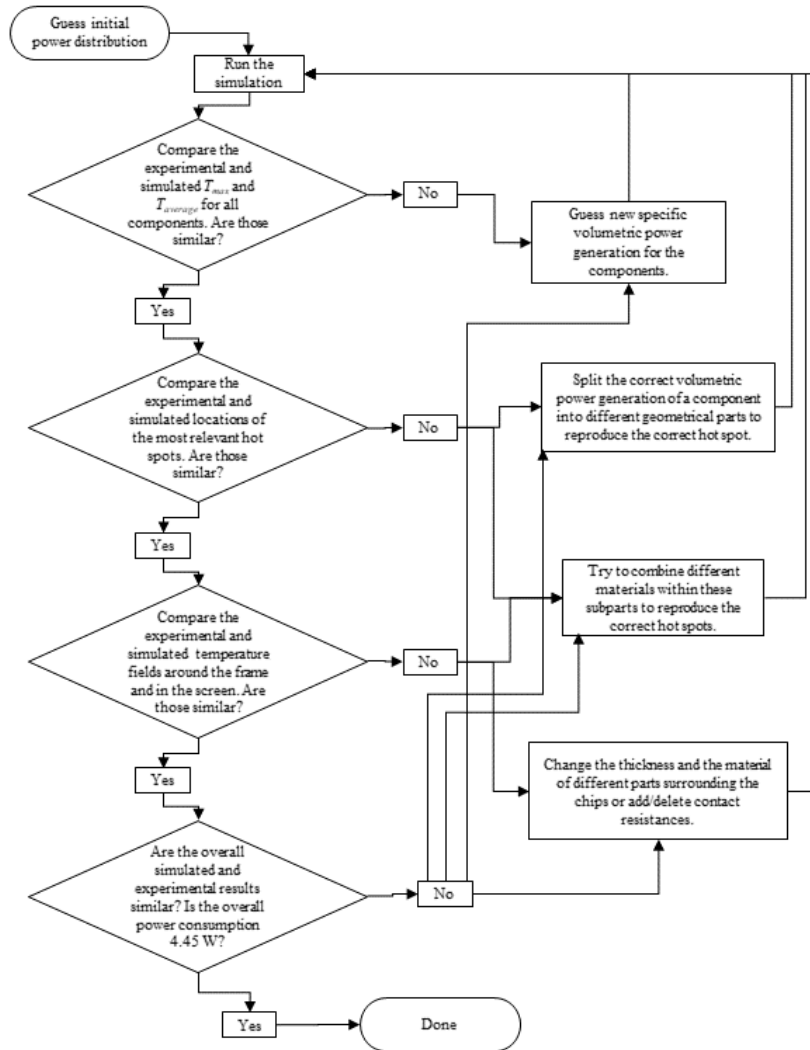 Guess initial
power distribution
Run the
simulation
Compare the
experimental and
simulated Tmax and
Taverage for all
components. Are those
similar?
No
Guess new specific
volumetric power
generation for the
components.
Yes
Compare the
experimental and
simulated locations of
the most relevant hot
spots. Are those
similar?
No
Split the correct volumetric
power generation of a component
into different geometrical parts to
reproduce the correct hot spot.
Yes
Try to combine different
materials within these
subparts to reproduce the
correct hot spots.
Compare the
experimental and
simulated temperature
fields around the frame
and in the screen. Are
those similar?
No
Yes
Change the thickness and the material
of different parts surrounding the
chips or add/delete contact
resistances.
Are the overall
simulated and
experimental results
similar? Is the overall
power consumption
4.45 W?
No
Yes
Done